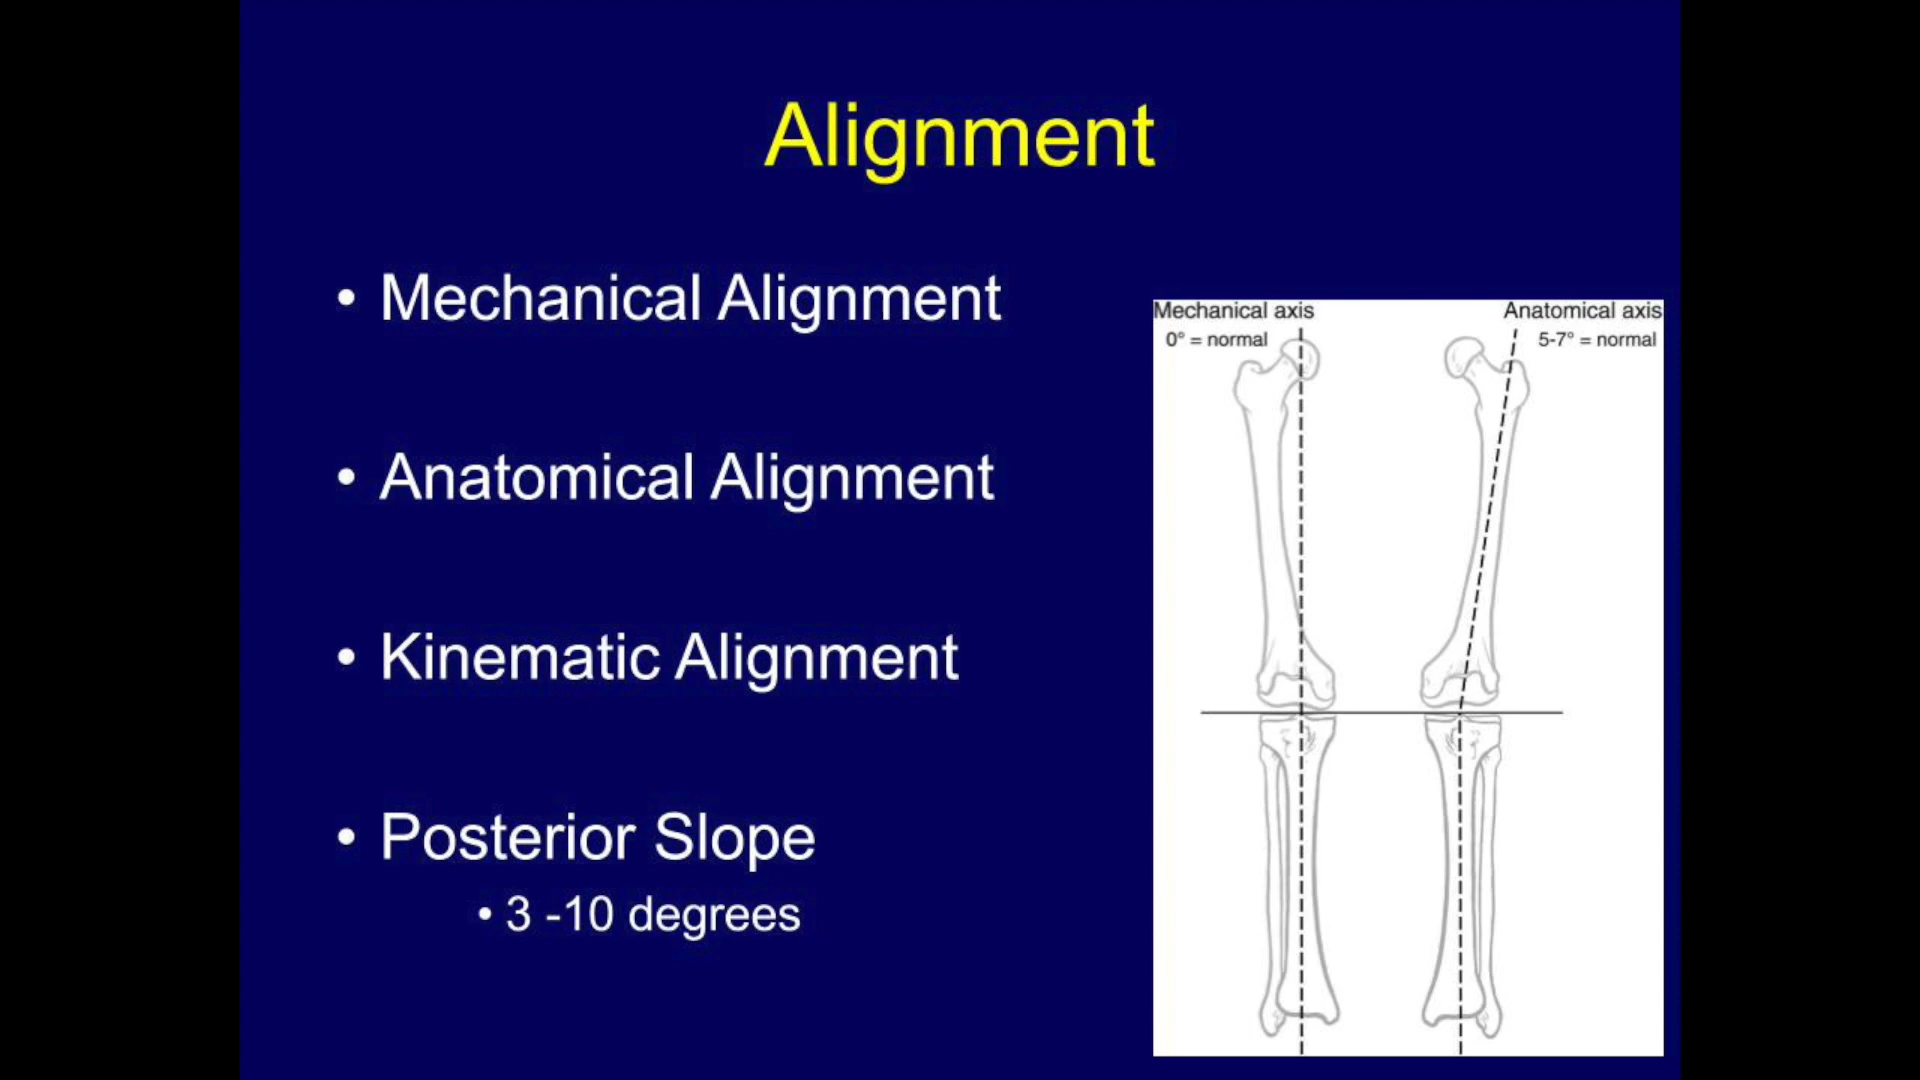 Alignment
• Mechanical Alignment
• Anatomical Alignment
• Kinematic Alignment
• Posterior Slope
• 3 -10 degrees
Mechanical axis
0° = normal
Anatomical axis
5-7° = normal